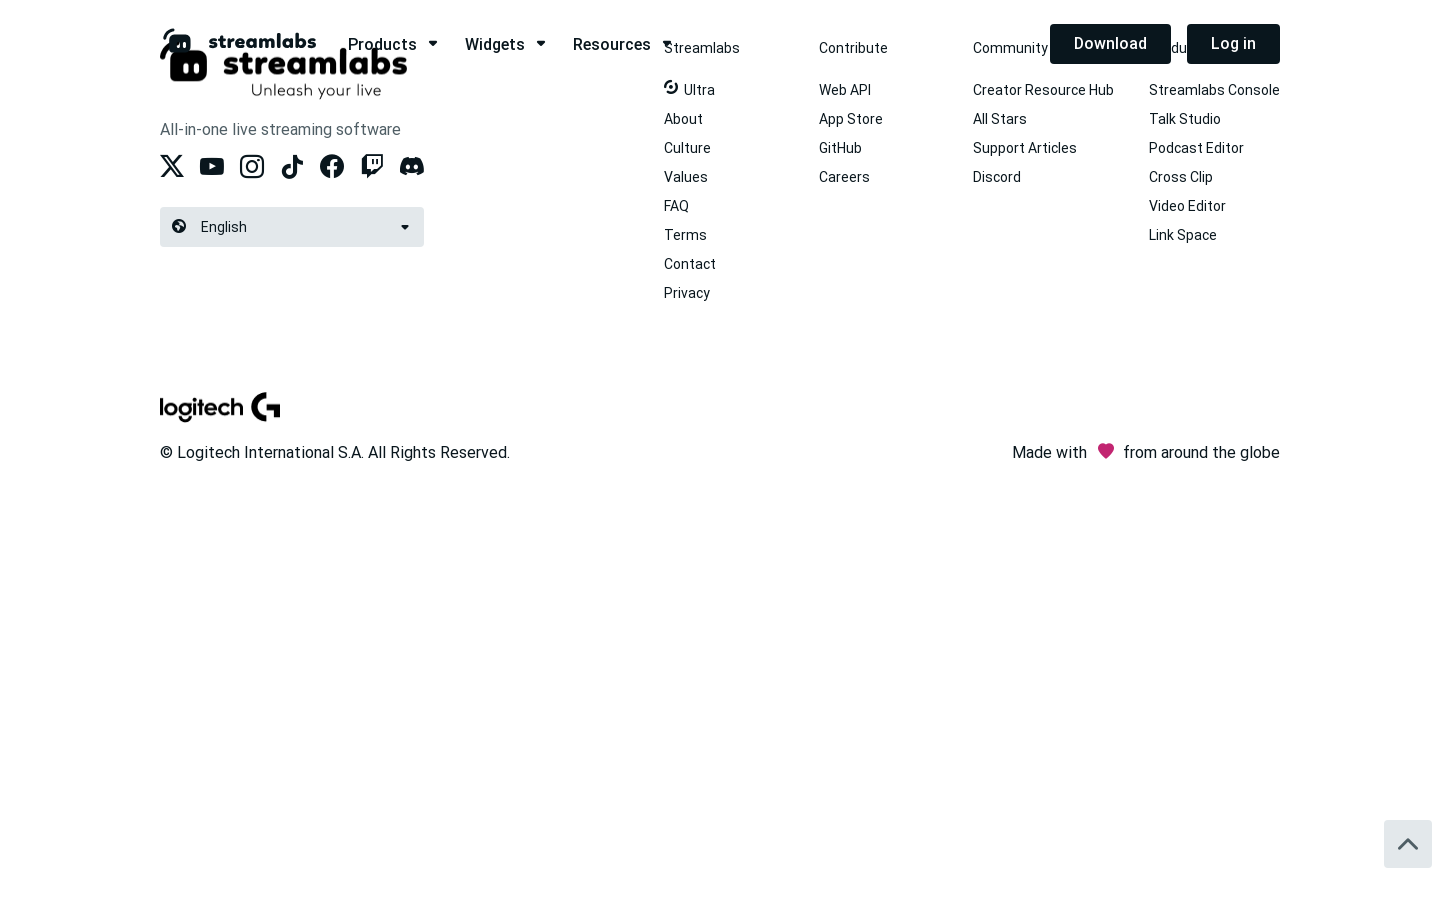 streamlabs
Products
Widgets
Resources
Download
Log in
streamlabs
Unleash your live
All-in-one live streaming software
English
Streamlabs
Ultra
About
Culture
Values
FAQ
Terms
Contact
Privacy
Contribute
Web API
App Store
GitHub
Careers
Community
Creator Resource Hub
All Stars
Support Articles
Discord
Streamlabs Console
Talk Studio
Podcast Editor
Cross Clip
Video Editor
Link Space
logitech G
© Logitech International S.A. All Rights Reserved.
Made with from around the globe